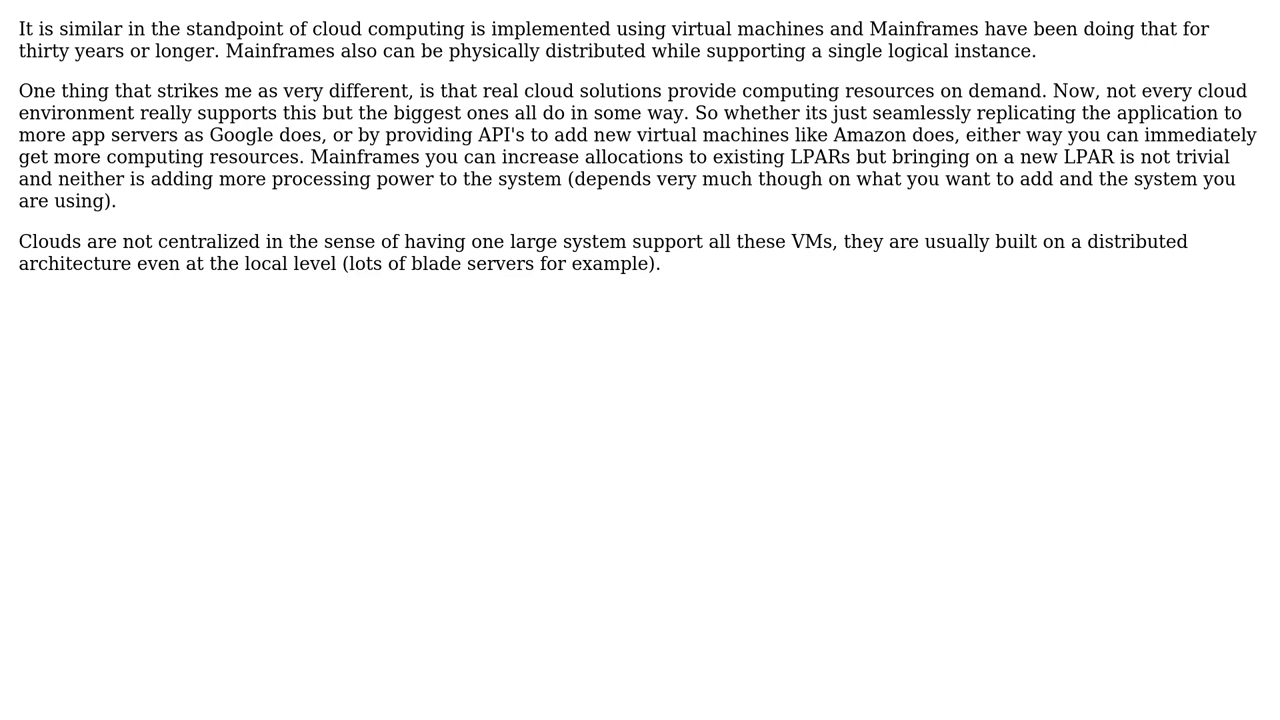 It is similar in the standpoint of cloud computing is implemented using virtual machines and Mainframes have been doing that for
thirty years or longer. Mainframes also can be physically distributed while supporting a single logical instance.
One thing that strikes me as very different, is that real cloud solutions provide computing resources on demand. Now, not every cloud
environment really supports this but the biggest ones all do in some way. So whether its just seamlessly replicating the application to
more app servers as Google does, or by providing API's to add new virtual machines like Amazon does, either way you can immediately
get more computing resources. Mainframes you can increase allocations to existing LPARs but bringing on a new LPAR is not trivial
and neither is adding more processing power to the system (depends very much though on what you want to add and the system you
are using).
Clouds are not centralized in the sense of having one large system support all these VMs, they are usually built on a distributed
architecture even at the local level (lots of blade servers for example).